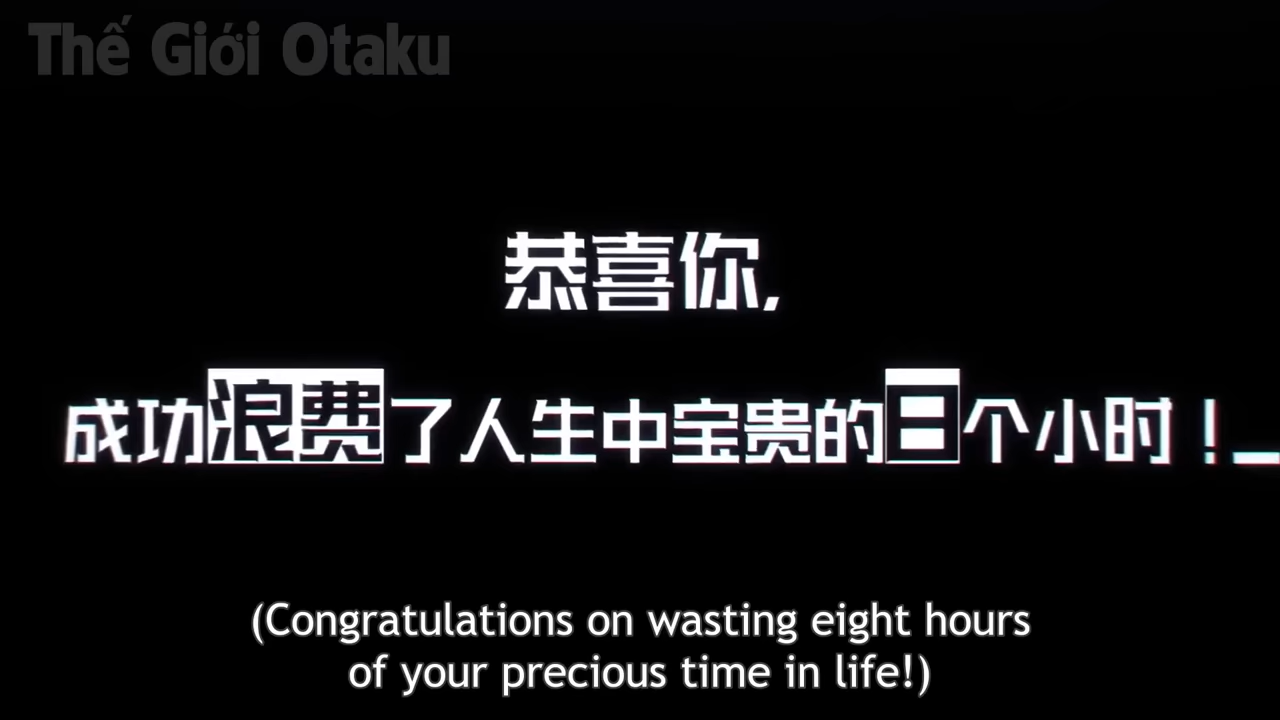 Thế Giới Otaku
恭喜你,
成功浪费了人生中宝贵的8个小时！_
(Congratulations on wasting eight hours
of your precious time in life!)